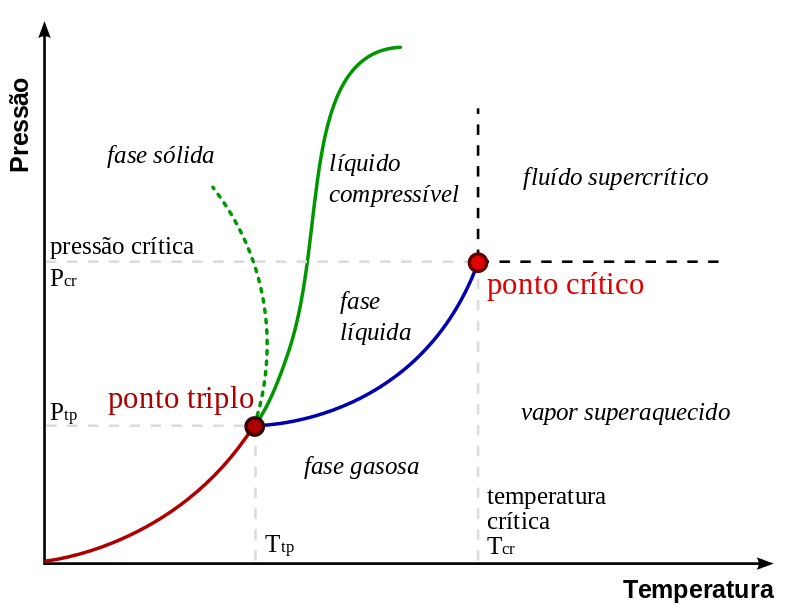 Pressão
fase sólida
líquido
compressível
fluído supercrítico
pressão crítica
Pcr
ponto crítico
fase
líquida
ponto triplo
Ptp
vapor superaquecido
fase gasosa
temperatura
crítica
Tcr
Ttp
Temperatura